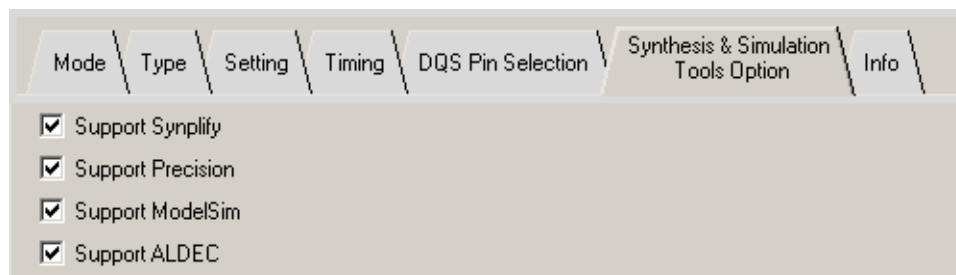 Mode Type Setting Timing DQS Pin Selection Synthesis & Simulation Tools Option Info
Support Synplify
Support Precision
Support ModelSim
Support ALDEC